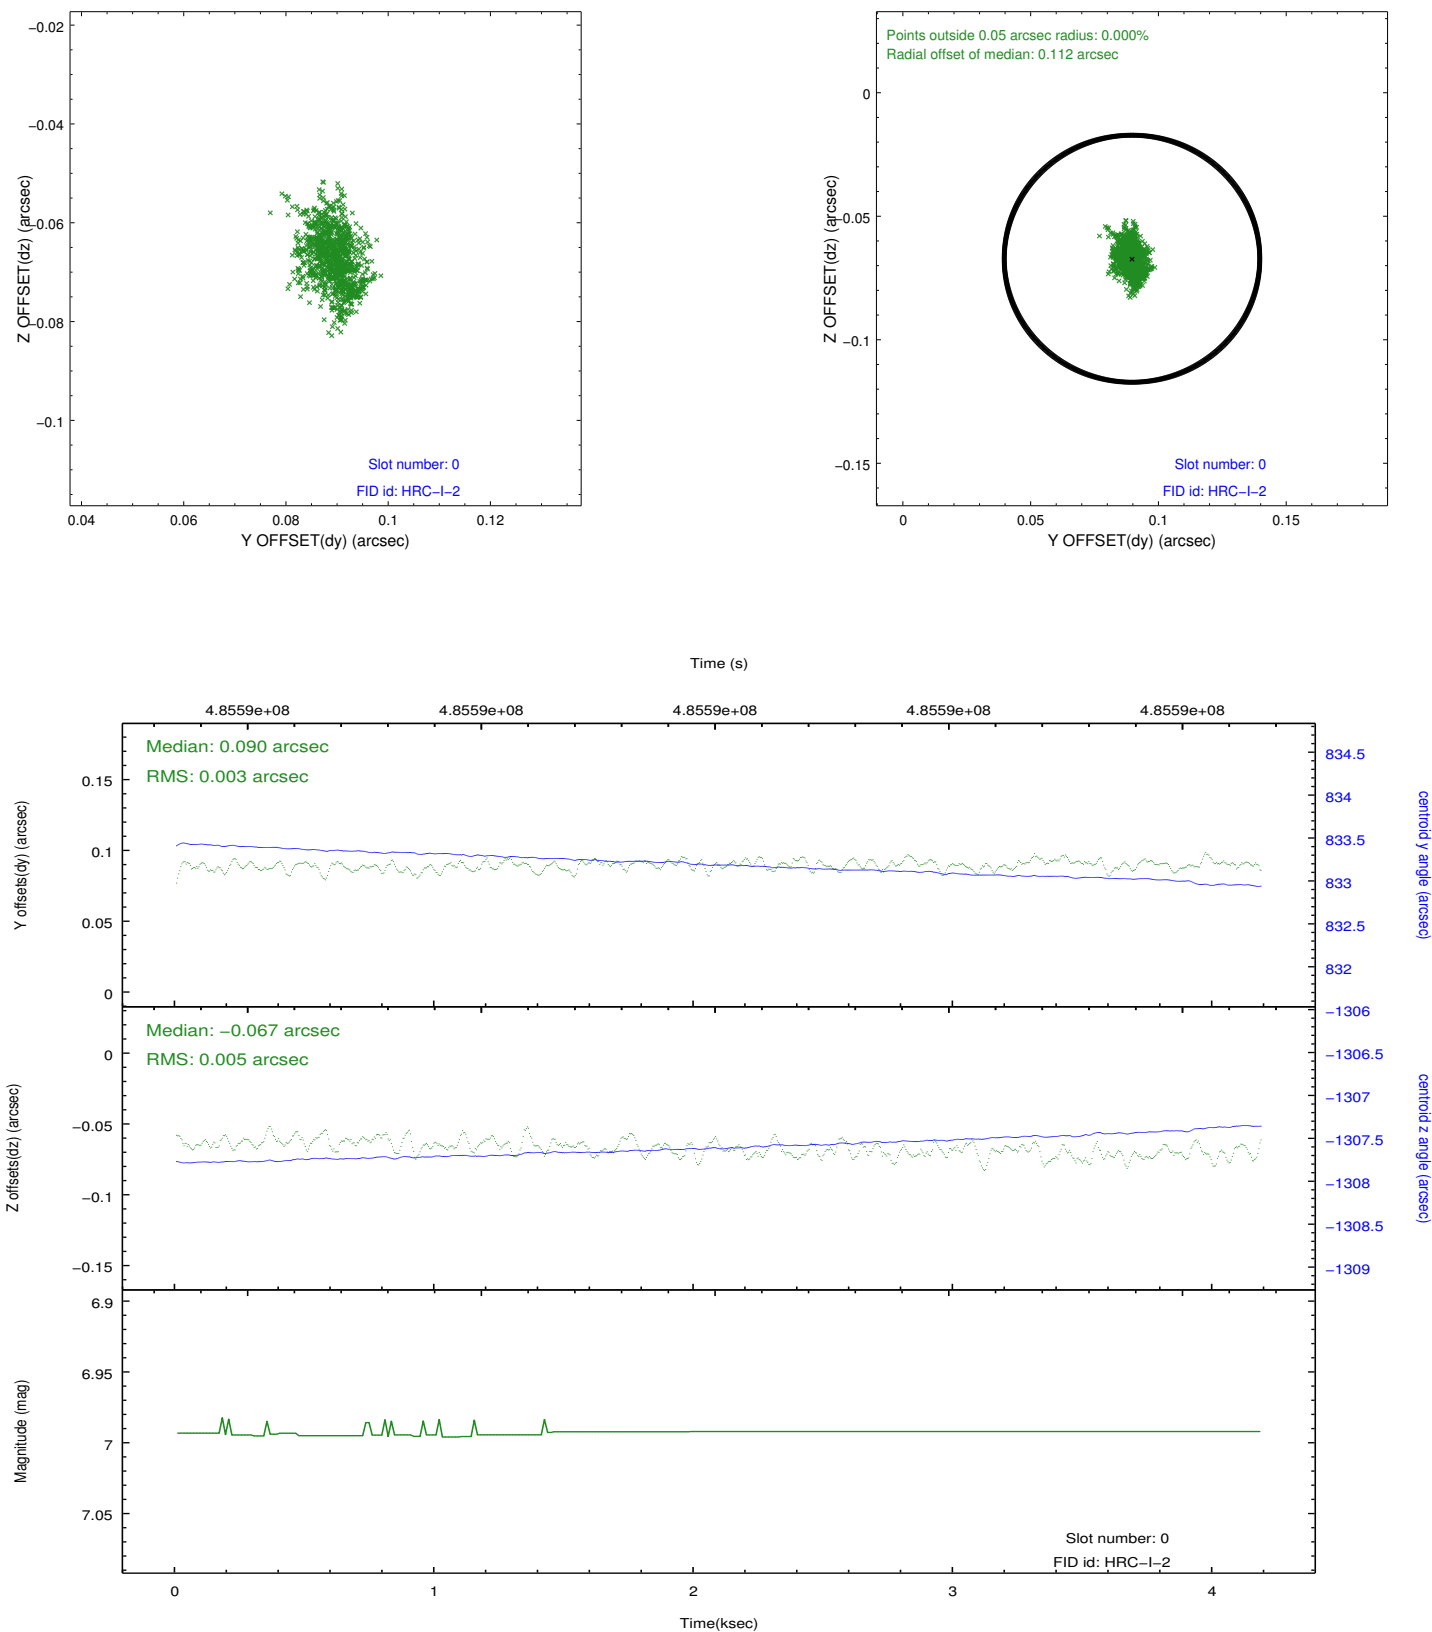 −0.02
−0.04
−0.06
−0.08
−0.1
Z OFFSET(dz) (arcsec)
Slot number: 0
FID id: HRC−I−2
0.04
0.06
0.08
0.1
0.12
Y OFFSET(dy) (arcsec)
Points outside 0.05 arcsec radius: 0.000%
Radial offset of median: 0.112 arcsec
0
−0.05
−0.1
−0.15
Z OFFSET(dz) (arcsec)
Slot number: 0
FID id: HRC−I−2
0
0.05
0.1
0.15
Y OFFSET(dy) (arcsec)
Time (s)
4.8559e+08
4.8559e+08
4.8559e+08
4.8559e+08
4.8559e+08
Median: 0.090 arcsec
RMS: 0.003 arcsec
0.15
0.1
0.05
0
Y offsets(dy) (arcsec)
834.5
834
833.5
833
832.5
832
centroid y angle (arcsec)
Median: −0.067 arcsec
RMS: 0.005 arcsec
0
−0.05
−0.1
−0.15
Z offsets(dz) (arcsec)
−1306
−1306.5
−1307
−1307.5
−1308
−1308.5
−1309
centroid z angle (arcsec)
6.9
6.95
7
7.05
Magnitude (mag)
Slot number: 0
FID id: HRC−I−2
0
1
2
3
4
Time(ksec)